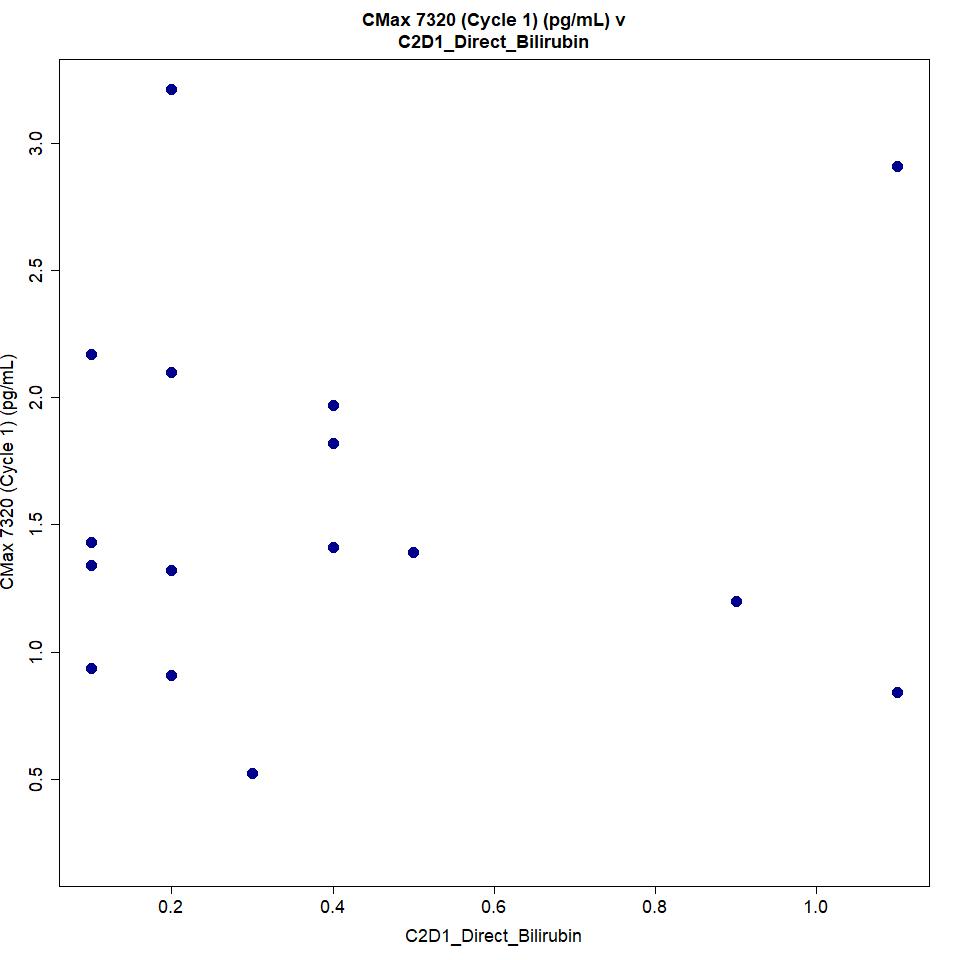 CMax 7320 (Cycle 1) (pg/mL) v
C2D1_Direct_Bilirubin
CMax 7320 (Cycle 1) (pg/mL)
3.0
2.5
2.0
1.5
1.0
0.5
0.2 0.4 0.6 0.8 1.0
C2D1_Direct_Bilirubin